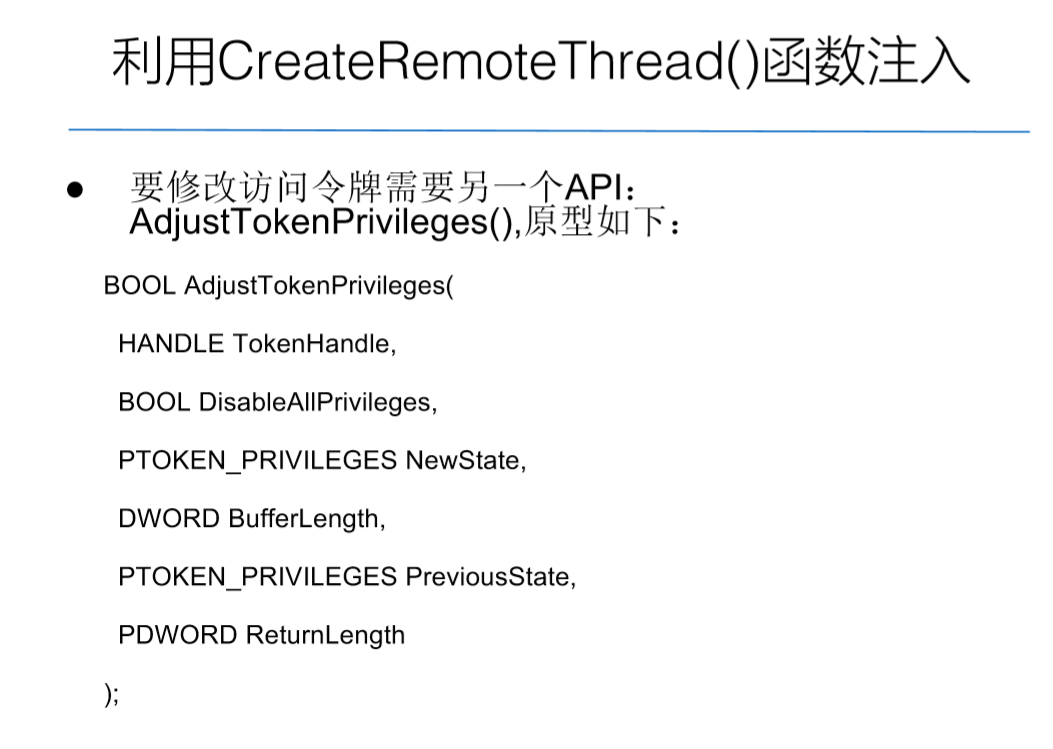 利用CreateRemoteThread()函数注入
● 要修改访问令牌需要另一个API：
AdjustTokenPrivileges(),原型如下：
BOOL AdjustTokenPrivileges(
HANDLE TokenHandle,
BOOL DisableAllPrivileges,
PTOKEN_PRIVILEGES NewState,
DWORD BufferLength,
PTOKEN_PRIVILEGES PreviousState,
PDWORD ReturnLength
);